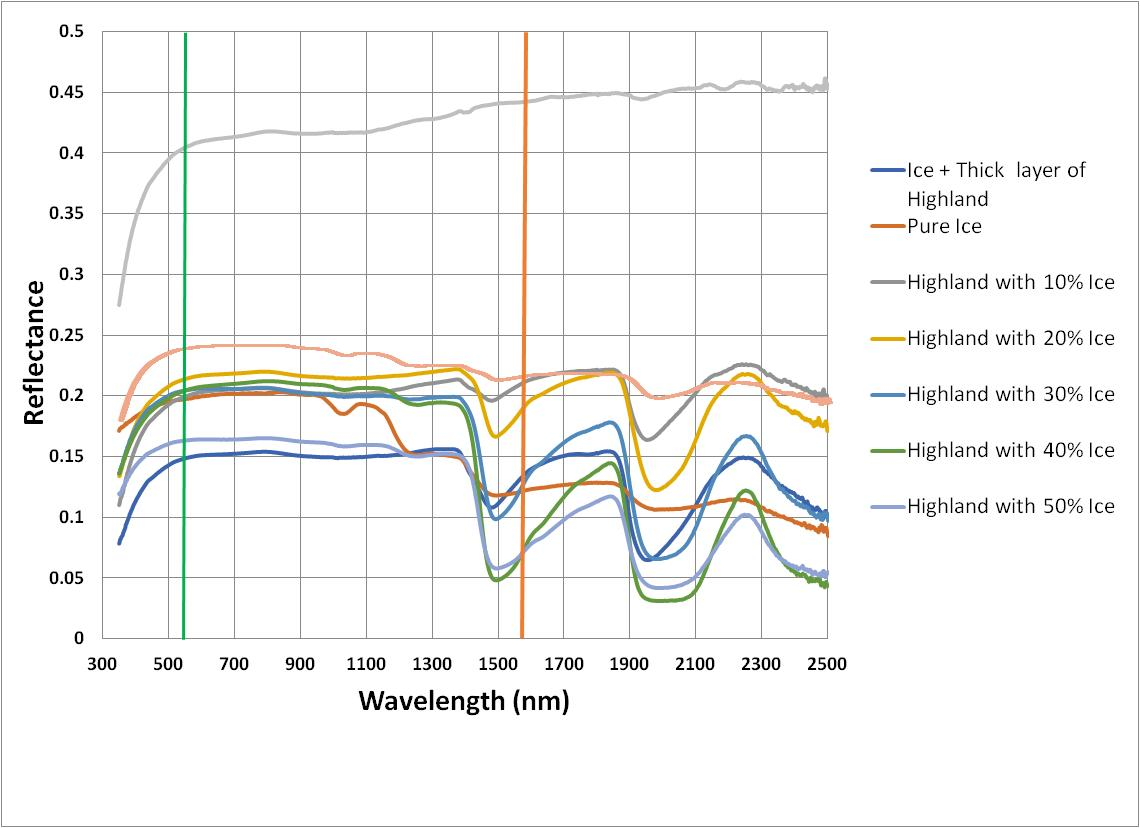 0.5
0.45
0.4
0.35
0.3
0.25
0.2
0.15
0.1
0.05
0
Reflectance
300 500 700 900 1100 1300 1500 1700 1900 2100 2300 2500
Wavelength (nm)
Ice + Thick layer of
Highland
Pure Ice
Highland with 10% Ice
Highland with 20% Ice
Highland with 30% Ice
Highland with 40% Ice
Highland with 50% Ice